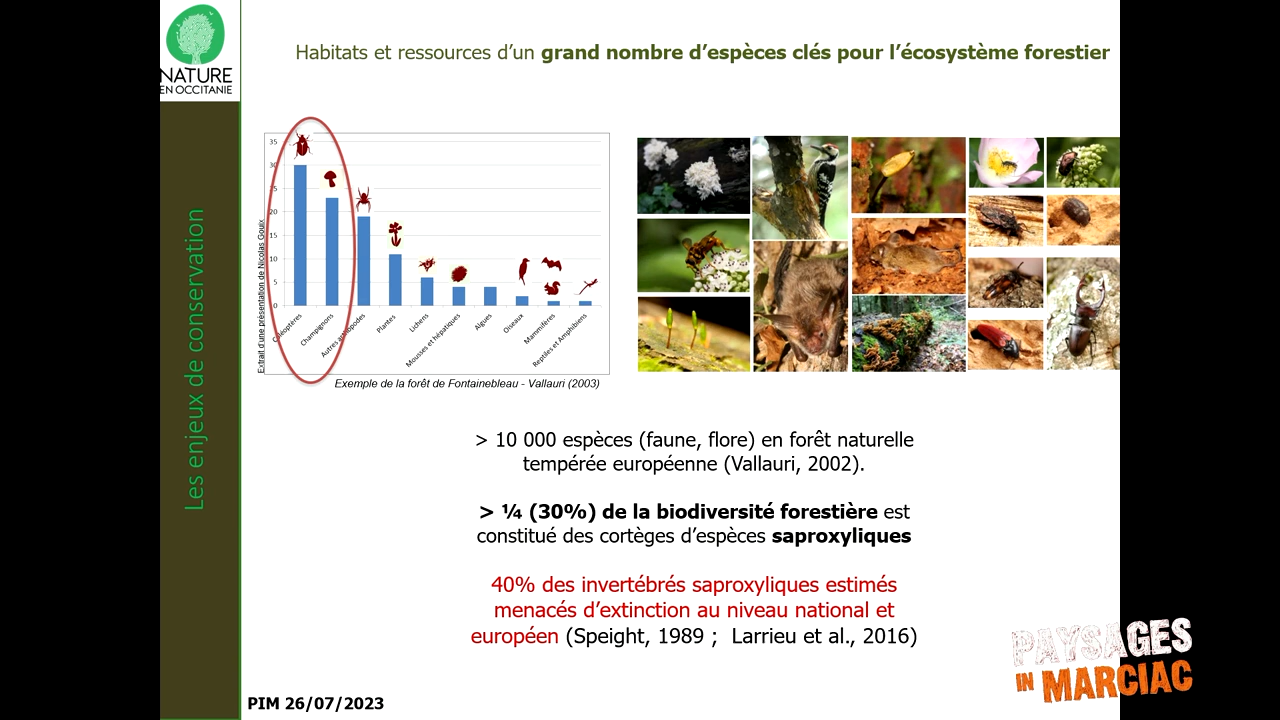 NATURE
EN OCCITANIE
Les enjeux de conservation
Habitats et ressources d’un grand nombre d’espèces clés pour l’écosystème forestier
Extrait d'une présentation de Nicolas Gouix
35
30
25
20
15
10
5
0
Coléoptères
Champignons
Autres arthropodes
Plantes
Lichens
Mousses et hépatiques
Algues
Oiseaux
Mammifères
Reptiles et Amphibiens
Exemple de la forêt de Fontainebleau - Vallauri (2003)
> 10 000 espèces (faune, flore) en forêt naturelle
tempérée européenne (Vallauri, 2002).
> ¼ (30%) de la biodiversité forestière est
constitué des cortèges d’espèces saproxyliques
40% des invertébrés saproxyliques estimés
menacés d’extinction au niveau national et
européen (Speight, 1989 ; Larrieu et al., 2016)
PIM 26/07/2023
PAYSAGES
IN MARCIAC